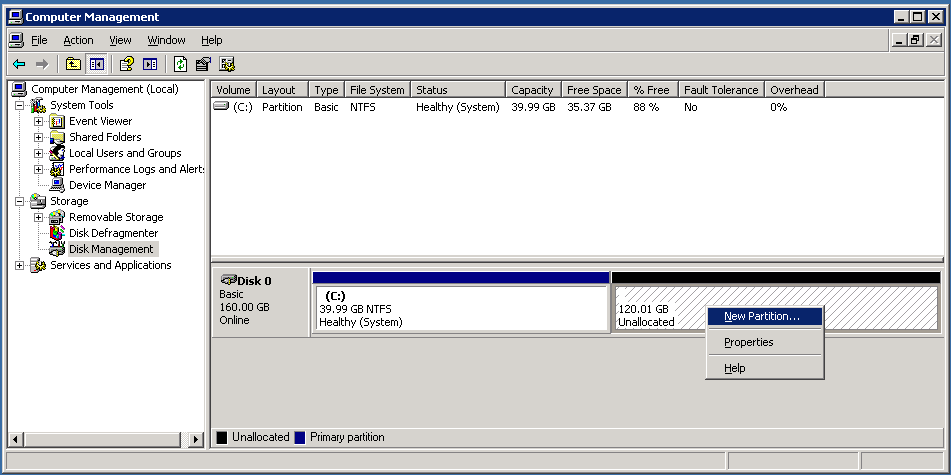 Computer Management
File Action View Window Help
Computer Management (Local)
System Tools
Event Viewer
Shared Folders
Local Users and Groups
Performance Logs and Alert:
Device Manager
Storage
Removable Storage
Disk Defragmenter
Disk Management
Services and Applications
Volume Layout Type File System Status Capacity Free Space % Free Fault Tolerance Overhead
(C:) Partition Basic NTFS Healthy (System) 39.99 GB 35.37 GB 88 % No 0%
Disk 0
Basic
160.00 GB
Online
(C:)
39.99 GB NTFS
Healthy (System)
120.01 GB
Unallocated
New Partition...
Properties
Help
Unallocated Primary partition